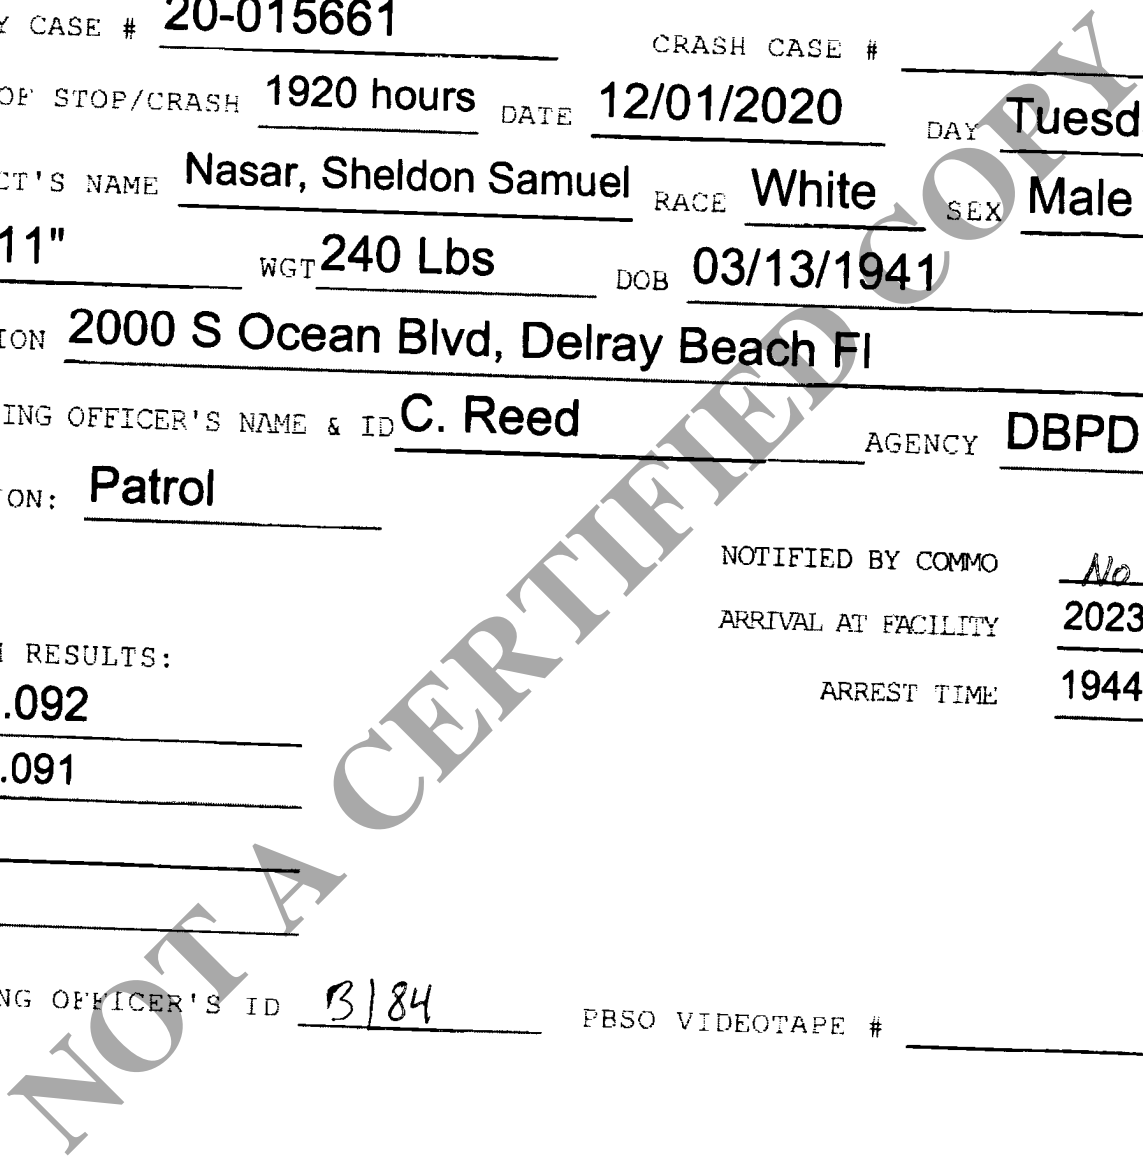 Y CASE # 20-015661 CRASH CASE #
OF STOP/CRASH 1920 hours DATE 12/01/2020 DAY Tuesd
CT'S NAME Nasar, Sheldon Samuel RACE White SEX Male
11" WGT 240 Lbs DOB 03/13/1941
ION 2000 S Ocean Blvd, Delray Beach Fl
ING OFFICER'S NAME & ID C. Reed AGENCY DBPD
ON: Patrol
NOTIFIED BY COMMO No
ARRIVAL AT FACILITY 2023
ARREST TIME 1944
RESULTS:
.092
.091
NG OFFICER'S ID B184 PBSO VIDEOTAPE #
NOT A CERTIFIED COPY